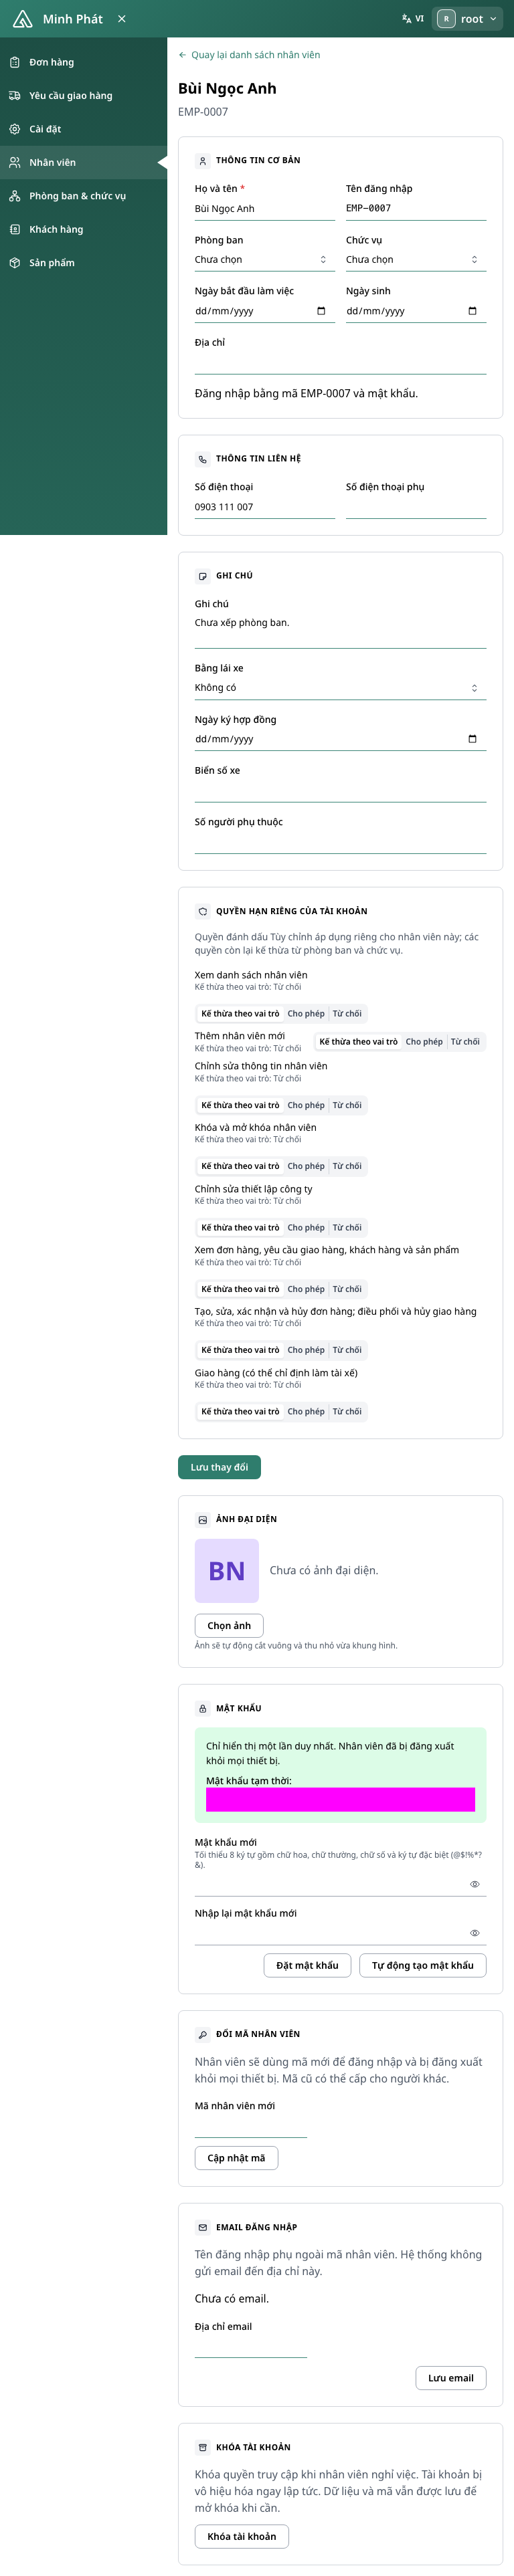 Minh Phát
VI
R
root
Đơn hàng
Yêu cầu giao hàng
Cài đặt
Nhân viên
Phòng ban & chức vụ
Khách hàng
Sản phẩm
Quay lại danh sách nhân viên
Bùi Ngọc Anh
EMP-0007
THÔNG TIN CƠ BẢN
Họ và tên *
Tên đăng nhập
Bùi Ngọc Anh
EMP-0007
Phòng ban
Chức vụ
Chưa chọn
Chưa chọn
Ngày bắt đầu làm việc
Ngày sinh
dd/mm/yyyy
dd/mm/yyyy
Địa chỉ
Đăng nhập bằng mã EMP-0007 và mật khẩu.
THÔNG TIN LIÊN HỆ
Số điện thoại
Số điện thoại phụ
0903 111 007
GHI CHÚ
Ghi chú
Chưa xếp phòng ban.
Bằng lái xe
Không có
Ngày ký hợp đồng
dd/mm/yyyy
Biển số xe
Số người phụ thuộc
QUYỀN HẠN RIÊNG CỦA TÀI KHOẢN
Quyền đánh dấu Tùy chỉnh áp dụng riêng cho nhân viên này; các
quyền còn lại kế thừa từ phòng ban và chức vụ.
Xem danh sách nhân viên
Kế thừa theo vai trò: Từ chối
Kế thừa theo vai trò Cho phép Từ chối
Thêm nhân viên mới
Kế thừa theo vai trò: Từ chối
Kế thừa theo vai trò Cho phép Từ chối
Chỉnh sửa thông tin nhân viên
Kế thừa theo vai trò: Từ chối
Kế thừa theo vai trò Cho phép Từ chối
Khóa và mở khóa nhân viên
Kế thừa theo vai trò: Từ chối
Kế thừa theo vai trò Cho phép Từ chối
Chỉnh sửa thiết lập công ty
Kế thừa theo vai trò: Từ chối
Kế thừa theo vai trò Cho phép Từ chối
Xem đơn hàng, yêu cầu giao hàng, khách hàng và sản phẩm
Kế thừa theo vai trò: Từ chối
Kế thừa theo vai trò Cho phép Từ chối
Tạo, sửa, xác nhận và hủy đơn hàng; điều phối và hủy giao hàng
Kế thừa theo vai trò: Từ chối
Kế thừa theo vai trò Cho phép Từ chối
Giao hàng (có thể chỉ định làm tài xế)
Kế thừa theo vai trò: Từ chối
Kế thừa theo vai trò Cho phép Từ chối
Lưu thay đổi
ẢNH ĐẠI DIỆN
BN
Chưa có ảnh đại diện.
Chọn ảnh
Ảnh sẽ tự động cắt vuông và thu nhỏ vừa khung hình.
MẬT KHẨU
Chỉ hiển thị một lần duy nhất. Nhân viên đã bị đăng xuất
khỏi mọi thiết bị.
Mật khẩu tạm thời:
Mật khẩu mới
Tối thiểu 8 ký tự gồm chữ hoa, chữ thường, chữ số và ký tự đặc biệt (@$!%*?
&).
Nhập lại mật khẩu mới
Đặt mật khẩu
Tự động tạo mật khẩu
ĐỔI MÃ NHÂN VIÊN
Nhân viên sẽ dùng mã mới để đăng nhập và bị đăng xuất
khỏi mọi thiết bị. Mã cũ có thể cấp cho người khác.
Mã nhân viên mới
Cập nhật mã
EMAIL ĐĂNG NHẬP
Tên đăng nhập phụ ngoài mã nhân viên. Hệ thống không
gửi email đến địa chỉ này.
Chưa có email.
Địa chỉ email
Lưu email
KHÓA TÀI KHOẢN
Khóa quyền truy cập khi nhân viên nghỉ việc. Tài khoản bị
vô hiệu hóa ngay lập tức. Dữ liệu và mã vẫn được lưu để
mở khóa khi cần.
Khóa tài khoản